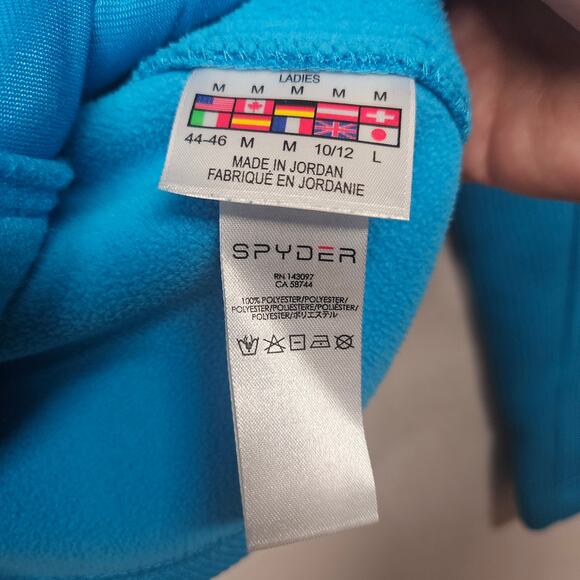 LADIES
M M M M M
44-46 M M 10/12 L
MADE IN JORDAN
FABRIQUÉ EN JORDANIE
SPYDER
RN 143097
CA 58744
100% POLYESTER/POLYESTER/
POLYESTER/POLIESTERE/POLIÉSTER/
POLYESTER/ポリエステル